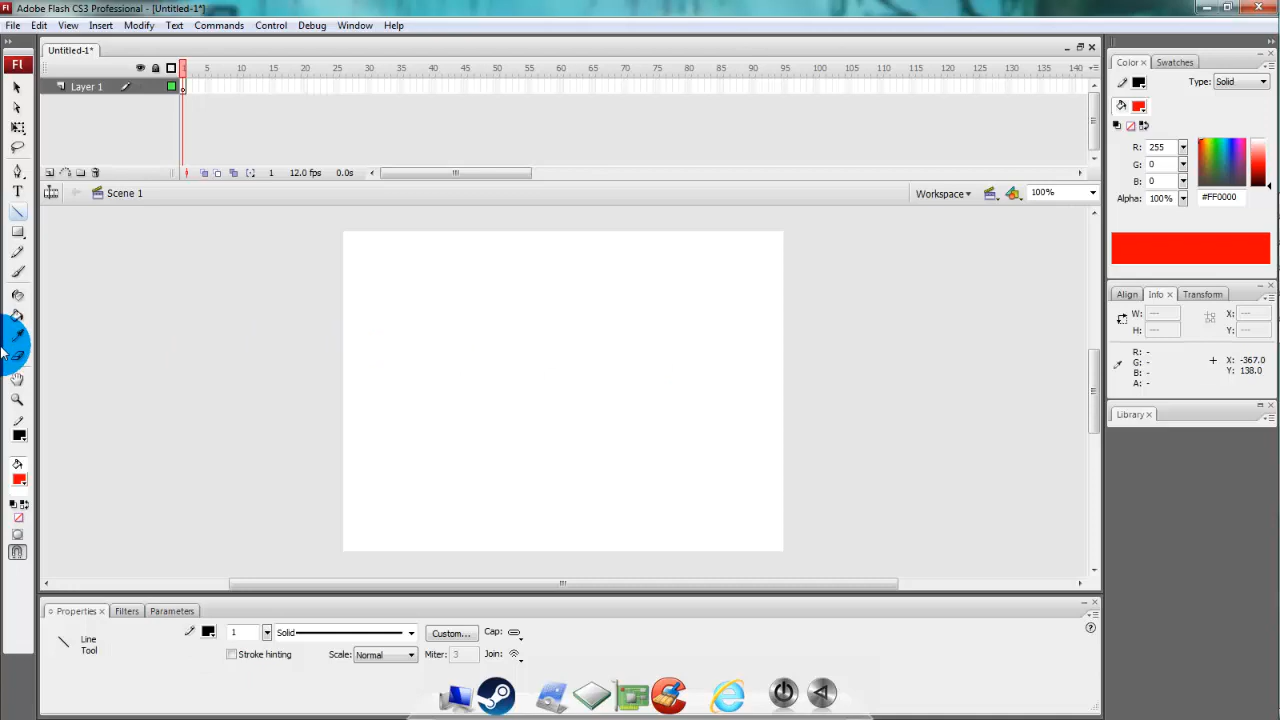 Fl Adobe Flash CS3 Professional - [Untitled-1*]
File Edit View Insert Modify Text Commands Control Debug Window Help
Untitled-1*
Fl
5 10 15 20 25 30 35 40 45 50 55 60 65 70 75 80 85 90 95 100 105 110 115 120 125 130 135 140
Layer 1
1 12.0 fps 0.0s
Scene 1
Workspace
100%
Color Swatches
Type: Solid
R: 255
G: 0
B: 0
Alpha: 100% #FF0000
Align Info Transform
W: --- X: ---
H: --- Y: ---
R: -
G: -
B: -
A: -
X: -367.0
Y: 138.0
Library
Properties Filters Parameters
Line
Tool
1 Solid Custom... Cap:
Stroke hinting Scale: Normal Miter: 3 Join: